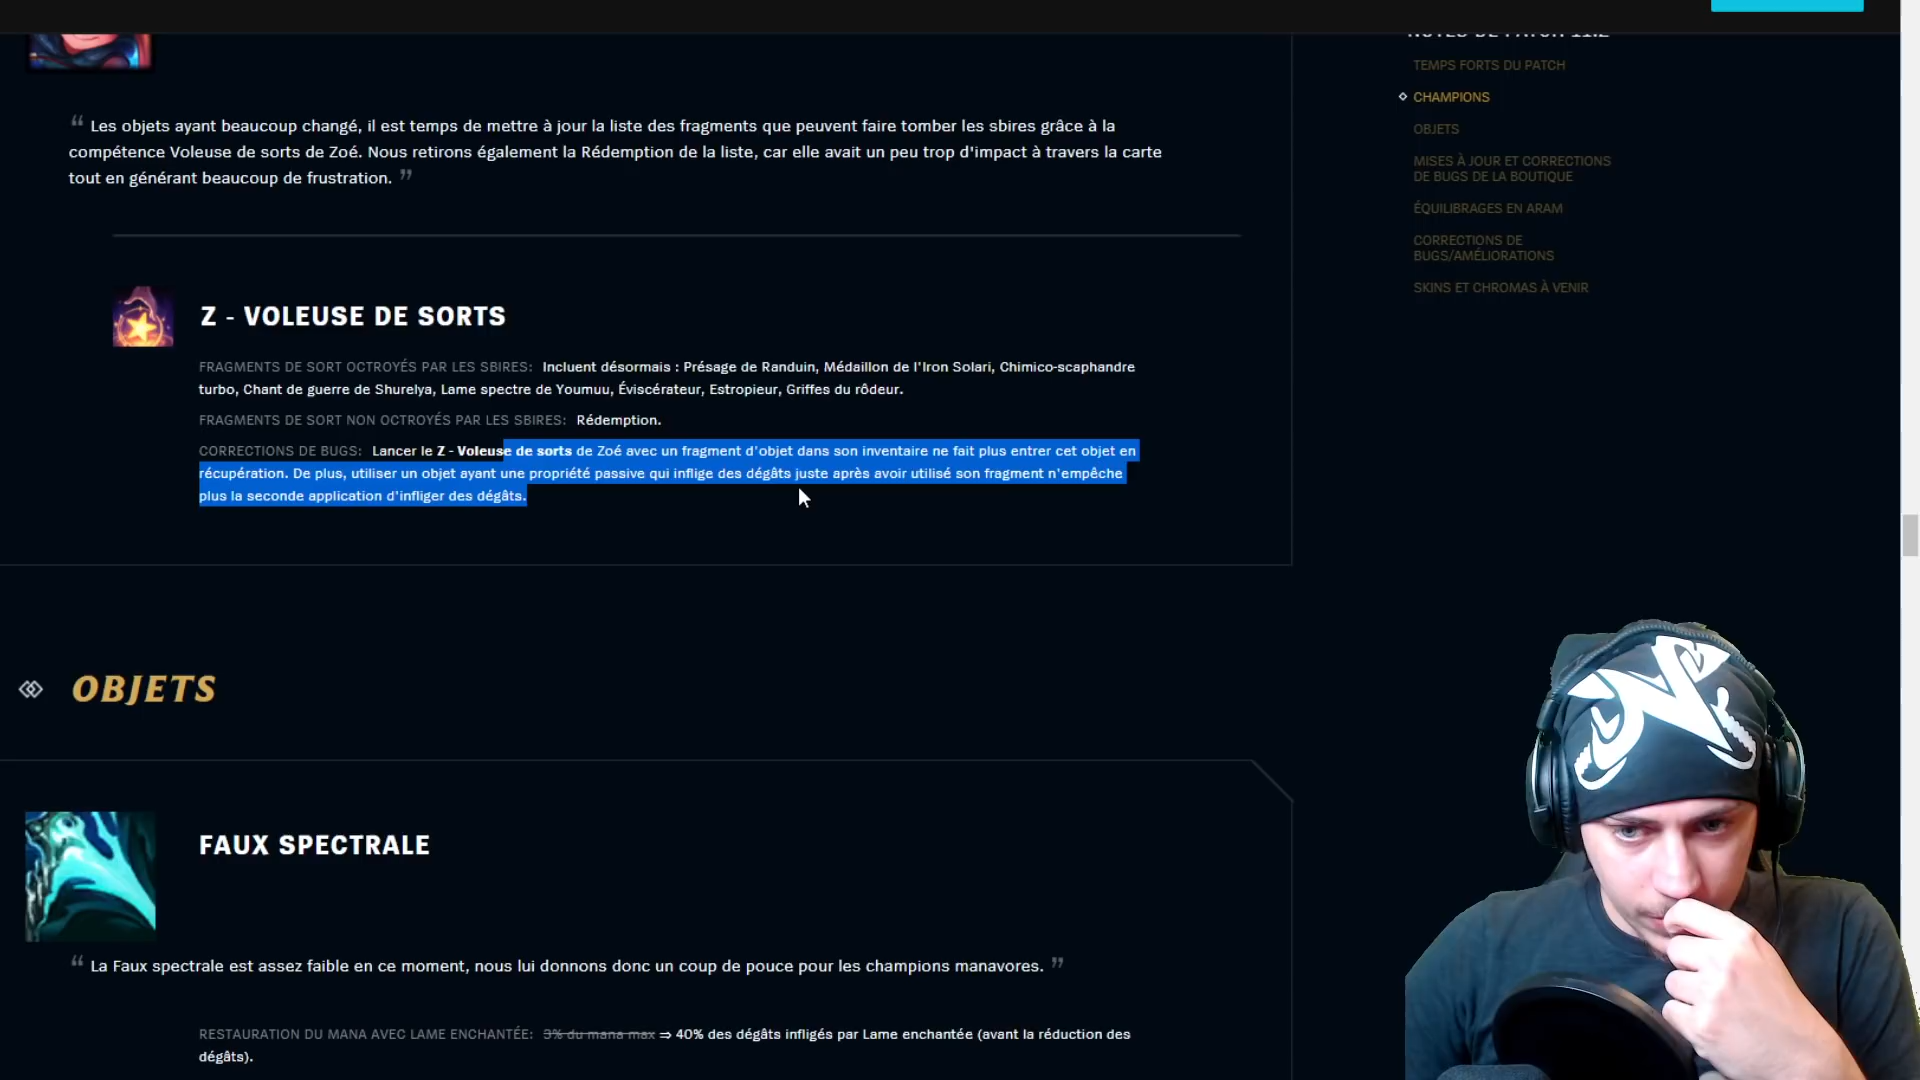 NOTES DE PATCH 11.2
TEMPS FORTS DU PATCH
CHAMPIONS
OBJETS
MISES À JOUR ET CORRECTIONS
DE BUGS DE LA BOUTIQUE
ÉQUILIBRAGES EN ARAM
CORRECTIONS DE
BUGS/AMÉLIORATIONS
SKINS ET CHROMAS À VENIR
“ Les objets ayant beaucoup changé, il est temps de mettre à jour la liste des fragments que peuvent faire tomber les sbires grâce à la
compétence Voleuse de sorts de Zoé. Nous retirons également la Rédemption de la liste, car elle avait un peu trop d'impact à travers la carte
tout en générant beaucoup de frustration. ”
Z - VOLEUSE DE SORTS
FRAGMENTS DE SORT OCTROYÉS PAR LES SBIRES: Incluent désormais : Présage de Randuin, Médaillon de l'Iron Solari, Chimico-scaphandre
turbo, Chant de guerre de Shurelya, Lame spectre de Youmuu, Éviscérateur, Estropieur, Griffes du rôdeur.
FRAGMENTS DE SORT NON OCTROYÉS PAR LES SBIRES: Rédemption.
CORRECTIONS DE BUGS: Lancer le Z - Voleuse de sorts de Zoé avec un fragment d'objet dans son inventaire ne fait plus entrer cet objet en
récupération. De plus, utiliser un objet ayant une propriété passive qui inflige des dégâts juste après avoir utilisé son fragment n'empêche
plus la seconde application d'infliger des dégâts.
OBJETS
FAUX SPECTRALE
“ La Faux spectrale est assez faible en ce moment, nous lui donnons donc un coup de pouce pour les champions manavores. ”
RESTAURATION DU MANA AVEC LAME ENCHANTÉE: 3% du mana max ⇒ 40% des dégâts infligés par Lame enchantée (avant la réduction des
dégâts).